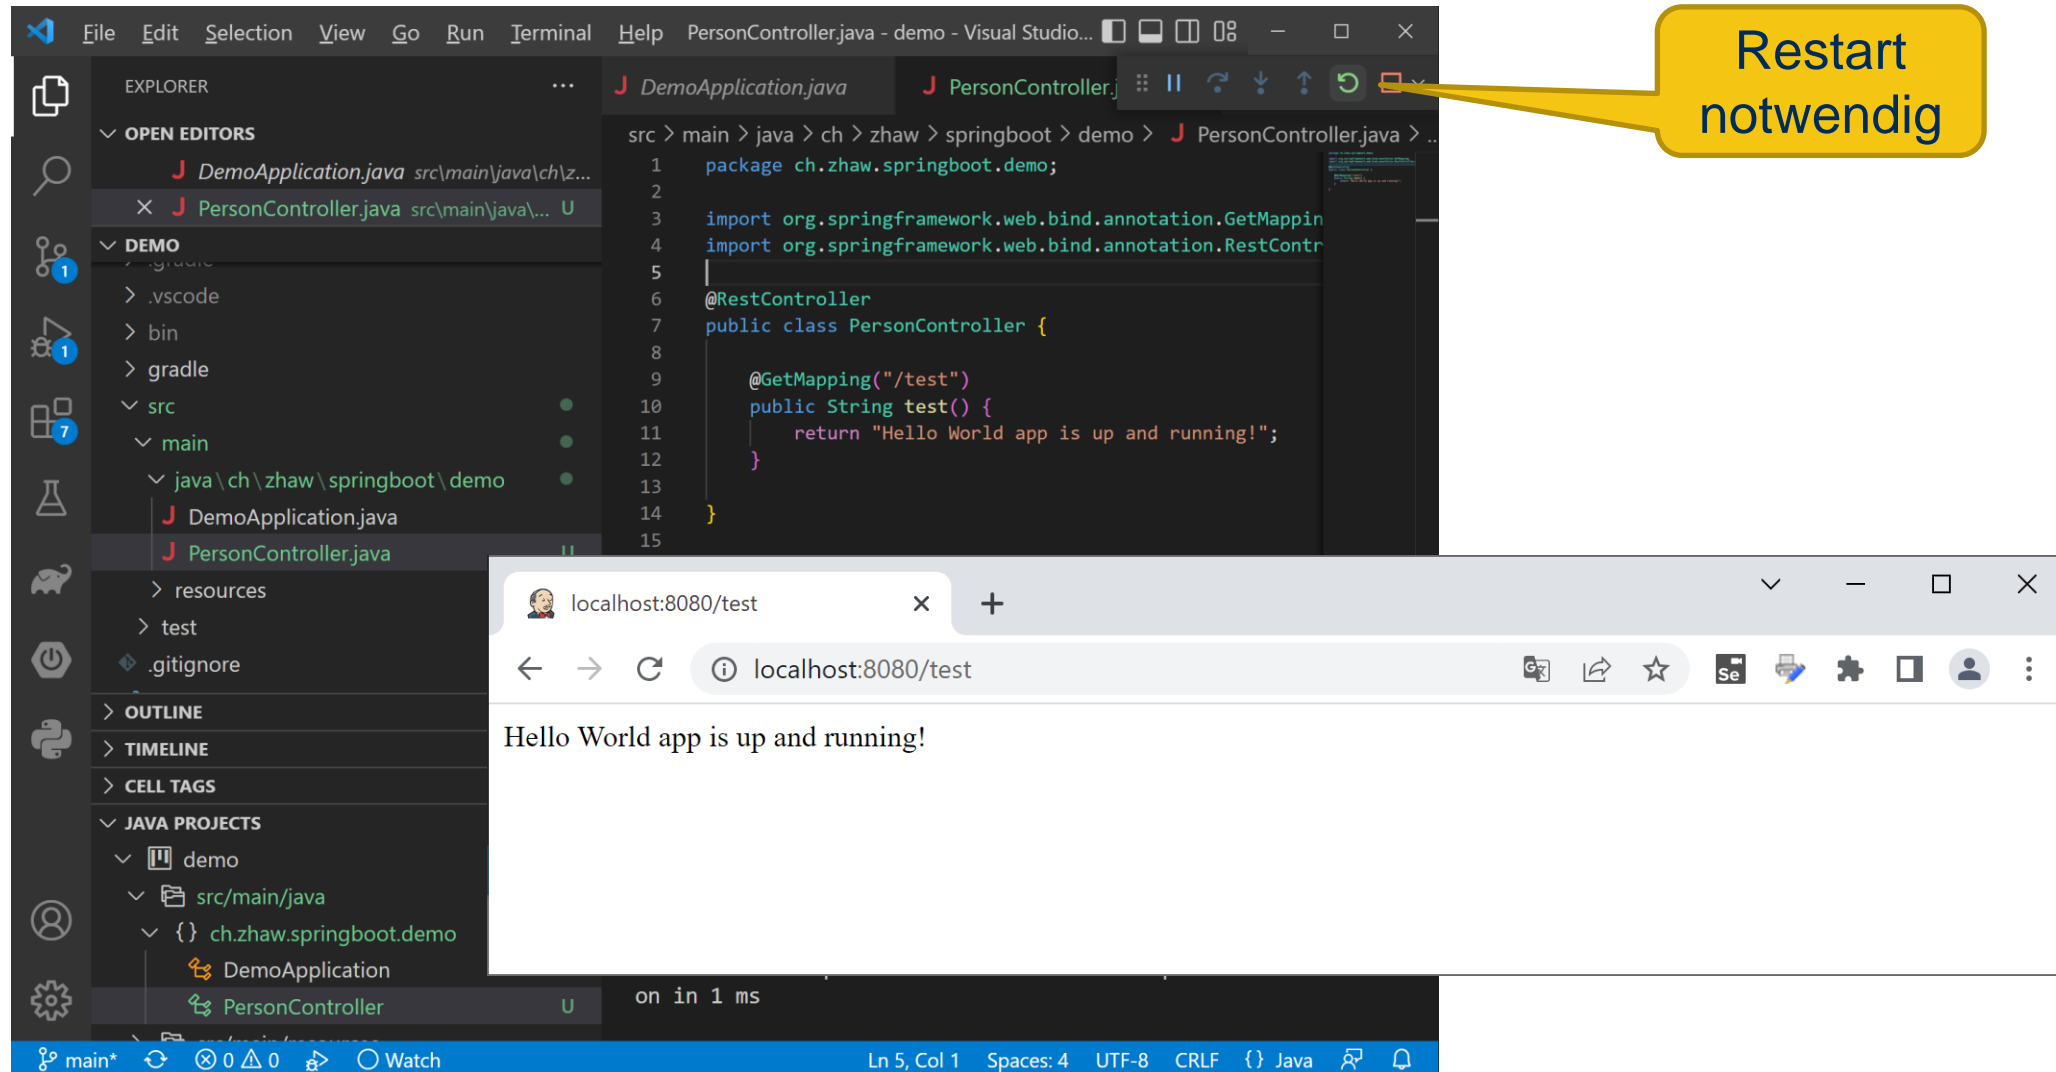 File Edit Selection View Go Run Terminal Help PersonController.java - demo - Visual Studio...
Restart
notwendig
EXPLORER
OPEN EDITORS
DemoApplication.java src\main\java\ch\z...
PersonController.java src\main\java\... U
DEMO
.gradle
.vscode
bin
gradle
src
main
java\ch\zhaw\springboot\demo
DemoApplication.java
PersonController.java U
resources
test
.gitignore
OUTLINE
TIMELINE
CELL TAGS
JAVA PROJECTS
demo
src/main/java
ch.zhaw.springboot.demo
DemoApplication
PersonController U
src/main/resources
1
1
7
DemoApplication.java PersonController.j
src > main > java > ch > zhaw > springboot > demo > PersonController.java > ...
1 package ch.zhaw.springboot.demo;
2
3 import org.springframework.web.bind.annotation.GetMappin
4 import org.springframework.web.bind.annotation.RestContr
5
6 @RestController
7 public class PersonController {
8
9 @GetMapping("/test")
10 public String test() {
11 return "Hello World app is up and running!";
12 }
13
14 }
15
localhost:8080/test
localhost:8080/test
Se
Hello World app is up and running!
on in 1 ms
main* 0 0 Watch Ln 5, Col 1 Spaces: 4 UTF-8 CRLF {} Java